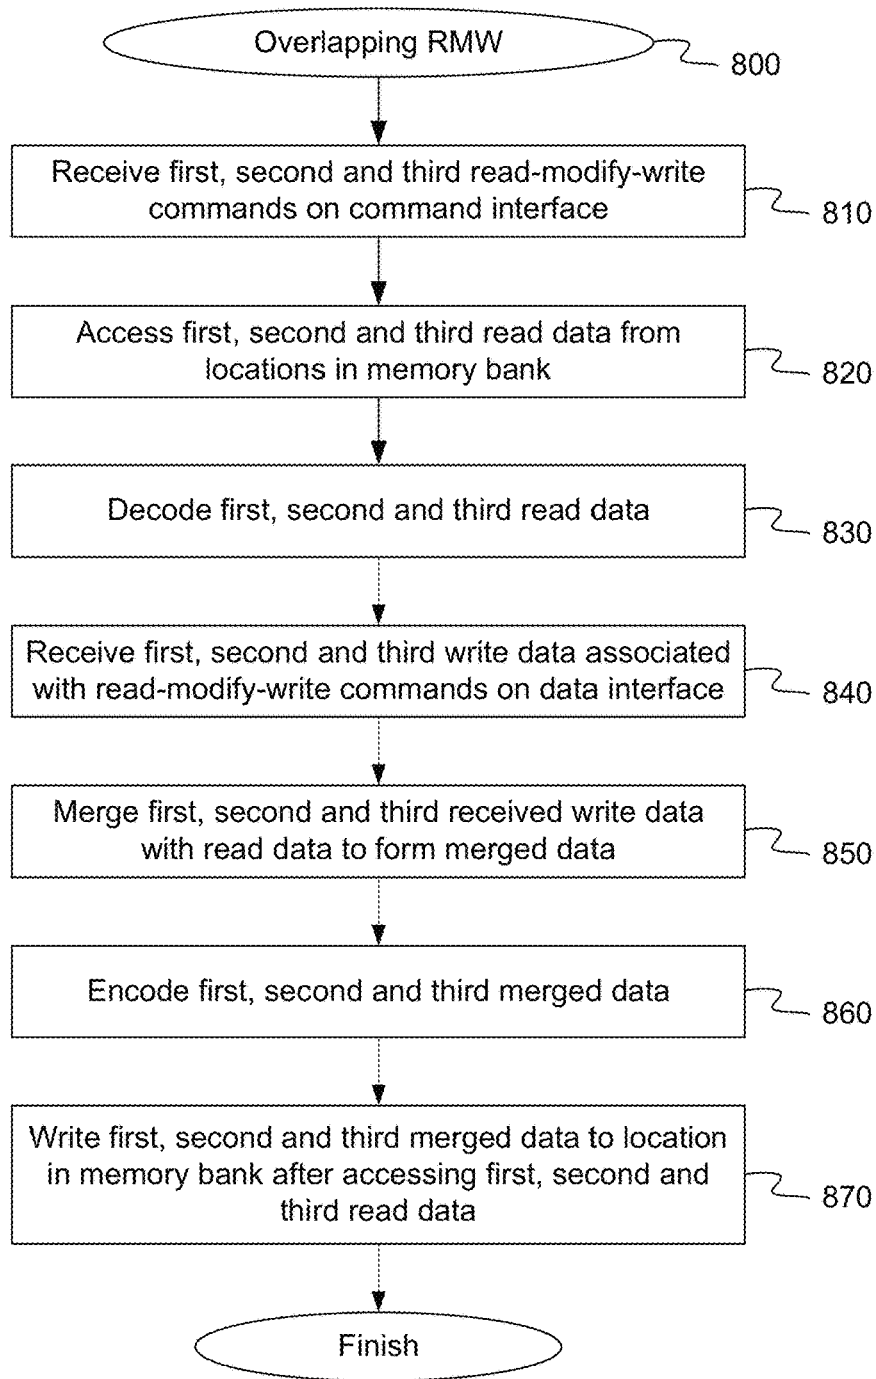 Overlapping RMW
800
Receive first, second and third read-modify-write
commands on command interface
810
Access first, second and third read data from
locations in memory bank
820
Decode first, second and third read data
830
Receive first, second and third write data associated
with read-modify-write commands on data interface
840
Merge first, second and third received write data
with read data to form merged data
850
Encode first, second and third merged data
860
Write first, second and third merged data to location
in memory bank after accessing first, second and
third read data
870
Finish